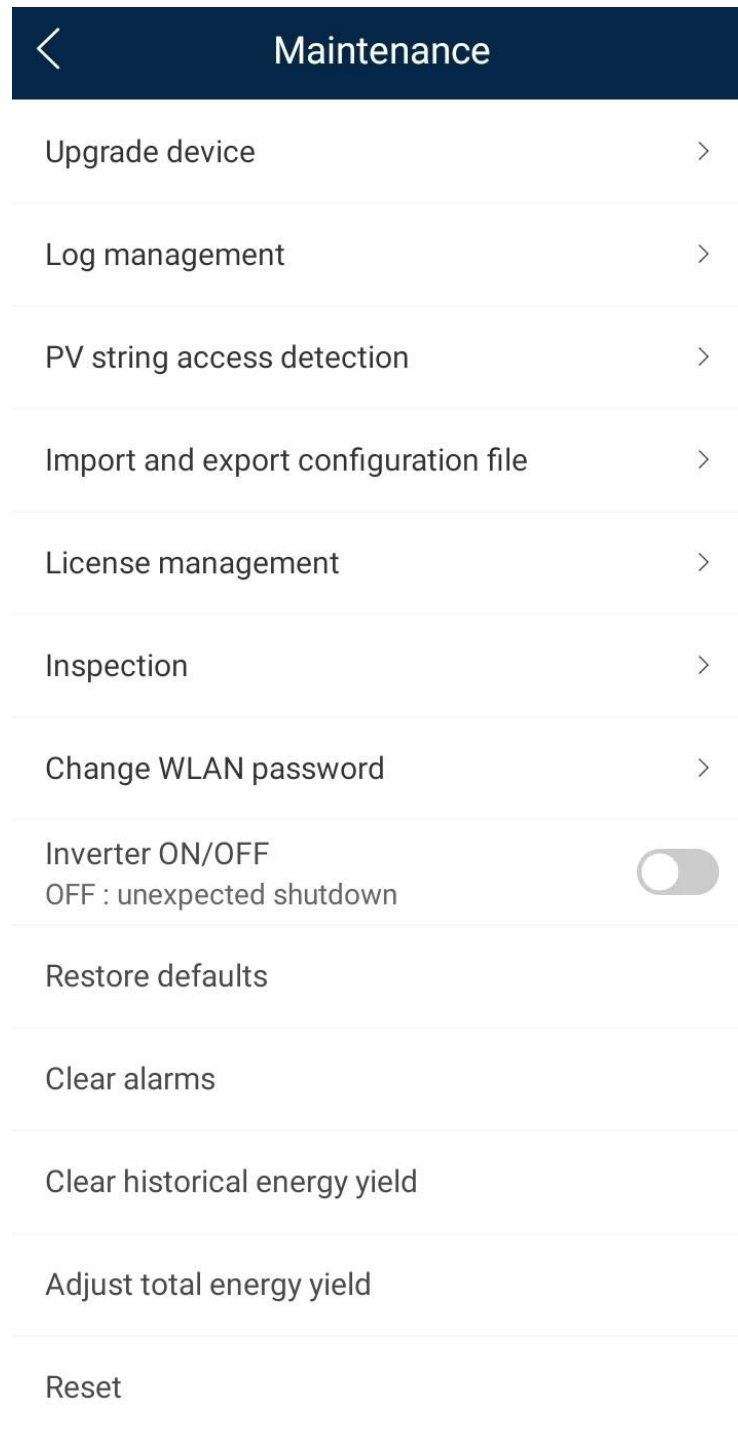 Maintenance
Upgrade device
Log management
PV string access detection
Import and export configuration file
License management
Inspection
Change WLAN password
Inverter ON/OFF
OFF : unexpected shutdown
Restore defaults
Clear alarms
Clear historical energy yield
Adjust total energy yield
Reset